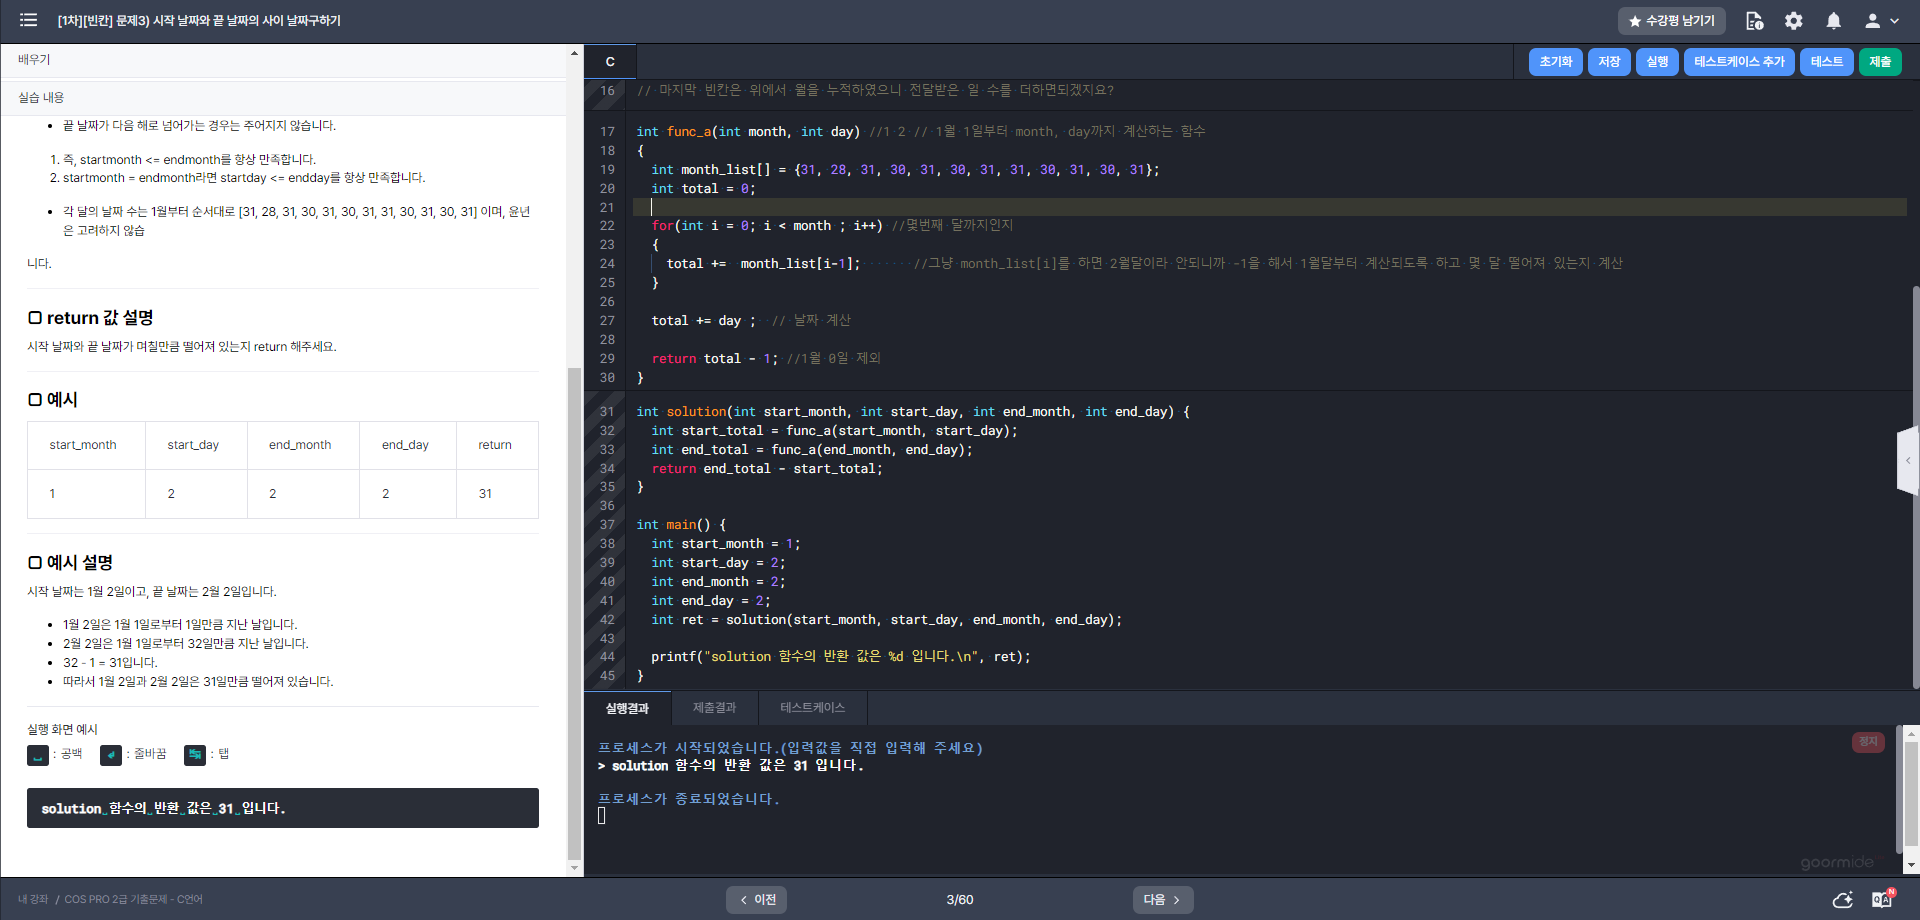 [1차][빈칸] 문제3) 시작 날짜와 끝 날짜의 사이 날짜구하기
수강평 남기기
배우기
실습 내용
끝 날짜가 다음 해로 넘어가는 경우는 주어지지 않습니다.
1. 즉, startmonth <= endmonth를 항상 만족합니다.
2. startmonth = endmonth라면 startday <= endday를 항상 만족합니다.
각 달의 날짜 수는 1월부터 순서대로 [31, 28, 31, 30, 31, 30, 31, 31, 30, 31, 30, 31] 이며, 윤년
은 고려하지 않습
니다.
return 값 설명
시작 날짜와 끝 날짜가 며칠만큼 떨어져 있는지 return 해주세요.
예시
start_month start_day end_month end_day return
1 2 2 2 31
예시 설명
시작 날짜는 1월 2일이고, 끝 날짜는 2월 2일입니다.
1월 2일은 1월 1일로부터 1일만큼 지난 날입니다.
2월 2일은 1월 1일로부터 32일만큼 지난 날입니다.
32 - 1 = 31입니다.
따라서 1월 2일과 2월 2일은 31일만큼 떨어져 있습니다.
실행 화면 예시
: 공백 : 줄바꿈 : 탭
solution 함수의 반환 값은 31 입니다.
C
초기화 저장 실행 테스트케이스 추가 테스트 제출
16 // 마지막 빈칸은 위에서 월을 누적하였으니 전달받은 일 수를 더하면되겠지요?
17 int func_a(int month, int day) //1 2 // 1월 1일부터 month, day까지 계산하는 함수
18 {
19 int month_list[] = {31, 28, 31, 30, 31, 30, 31, 31, 30, 31, 30, 31};
20 int total = 0;
21
22 for(int i = 0; i < month ; i++) //몇번째 달까지인지
23 {
24 total += month_list[i-1]; //그냥 month_list[i]를 하면 2월달이라 안되니까 -1을 해서 1월달부터 계산되도록 하고 몇 달 떨어져 있는지 계산
25 }
26
27 total += day ; // 날짜 계산
28
29 return total - 1; //1월 0일 제외
30 }
31 int solution(int start_month, int start_day, int end_month, int end_day) {
32 int start_total = func_a(start_month, start_day);
33 int end_total = func_a(end_month, end_day);
34 return end_total - start_total;
35 }
36
37 int main() {
38 int start_month = 1;
39 int start_day = 2;
40 int end_month = 2;
41 int end_day = 2;
42 int ret = solution(start_month, start_day, end_month, end_day);
43
44 printf("solution 함수의 반환 값은 %d 입니다.\n", ret);
45 }
실행결과 제출결과 테스트케이스
프로세스가 시작되었습니다.(입력값을 직접 입력해 주세요)
정지
> solution 함수의 반환 값은 31 입니다.
프로세스가 종료되었습니다.
goormide
내 강좌 / COS PRO 2급 기출문제 - C언어
이전
3/60
다음
N
Q A